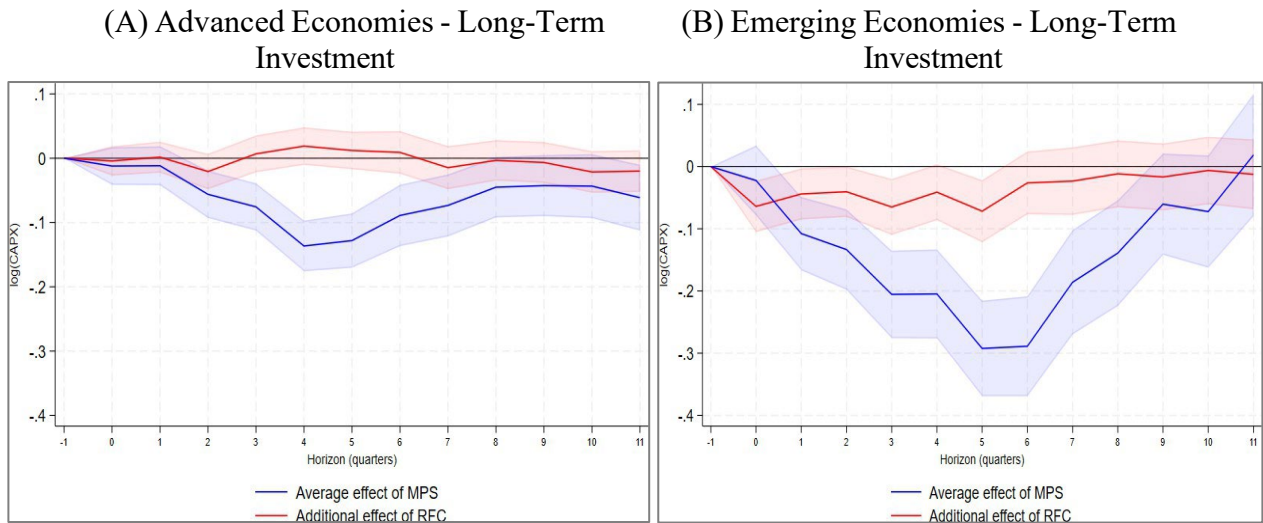 (A) Advanced Economies - Long-Term
Investment
.1
0
-.1
-.2
-.3
-.4
log(CAPX)
-1 0 1 2 3 4 5 6 7 8 9 10 11
Horizon (quarters)
Average effect of MPS
Additional effect of RFC
(B) Emerging Economies - Long-Term
Investment
.1
0
-.1
-.2
-.3
-.4
log(CAPX)
-1 0 1 2 3 4 5 6 7 8 9 10 11
Horizon (quarters)
Average effect of MPS
Additional effect of RFC